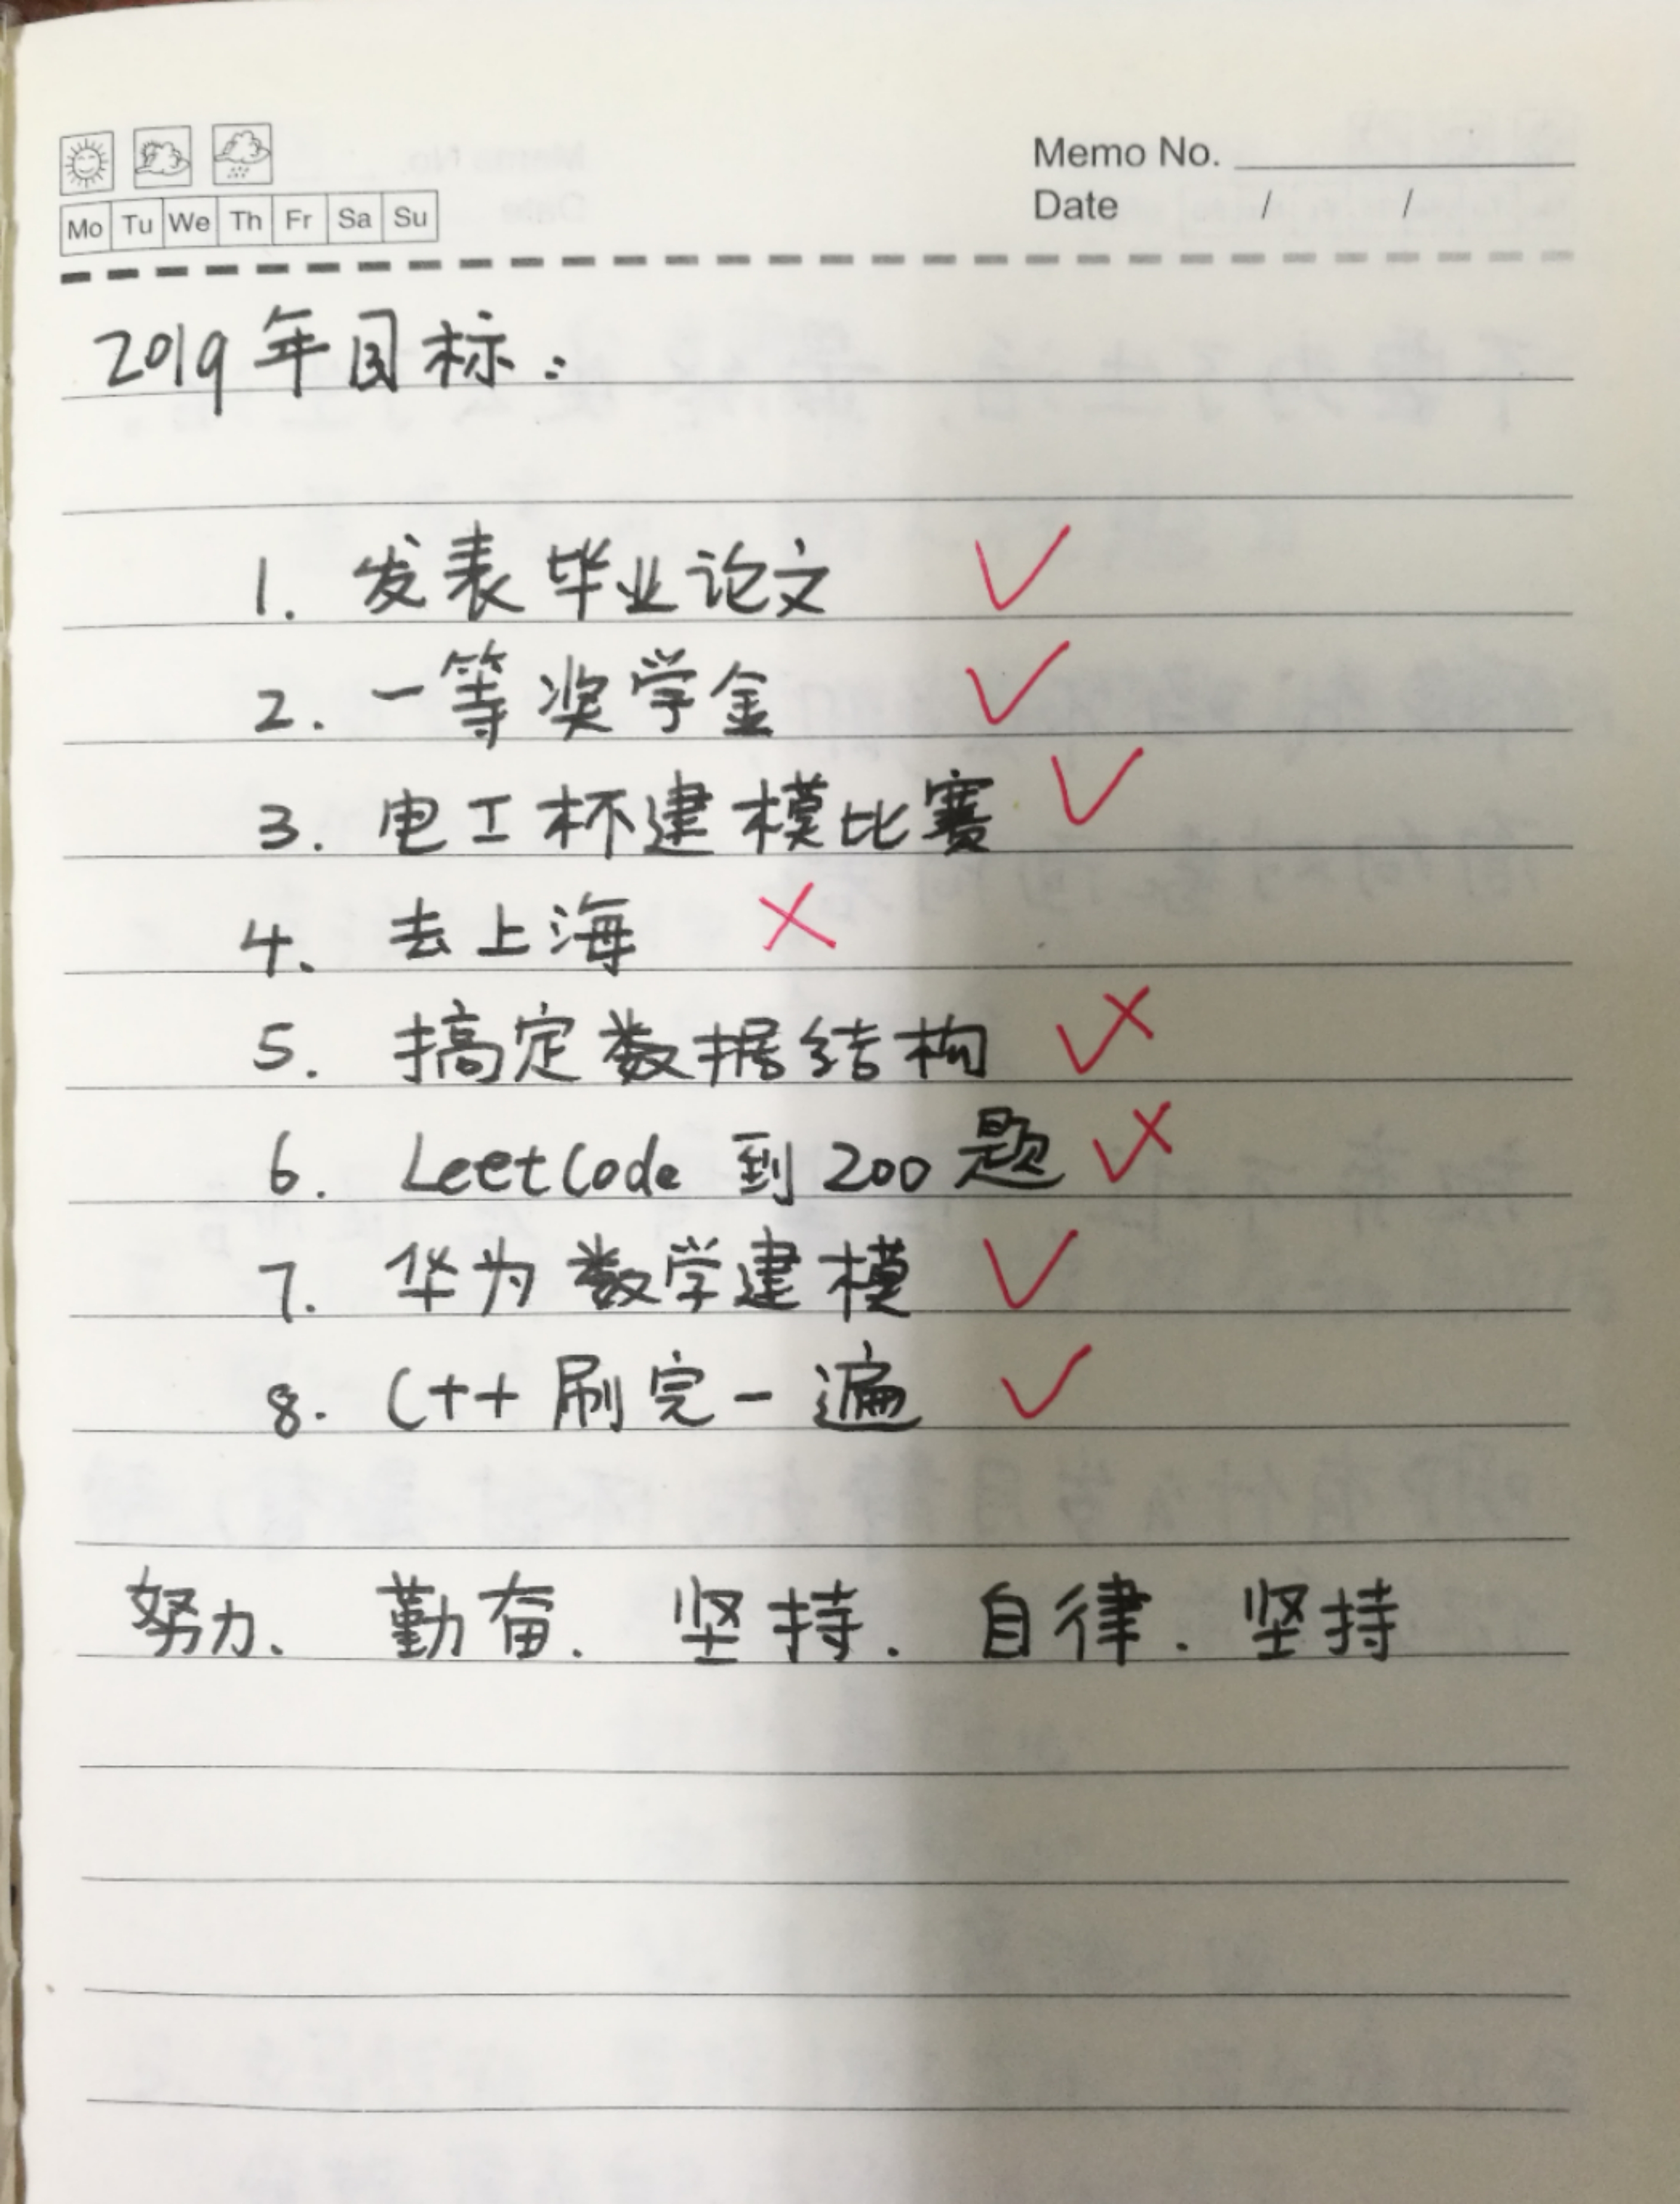 Memo No.
Mo Tu We Th Fr Sa Su
Date / /
2019年目标:
1. 发表毕业论文
2. 一等奖学金
3. 电工杯建模比赛
4. 去上海
5. 搞定数据结构
6. LeetCode 到200题
7. 华为数学建模
8. C++刷完一遍
努力、勤奋、坚持、自律、坚持